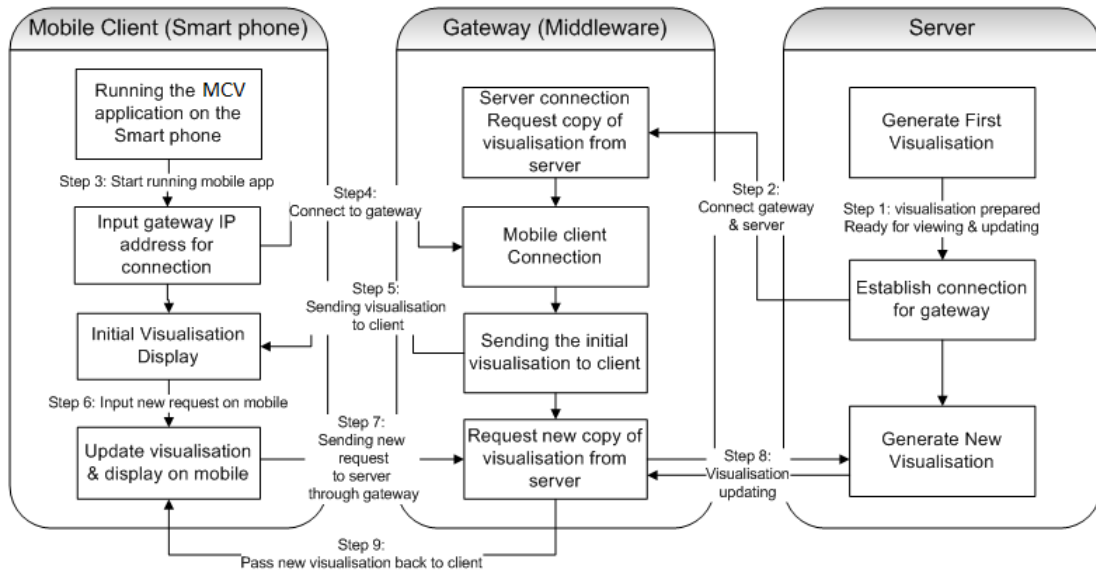 Mobile Client (Smart phone)
Running the MCV
application on the
Smart phone
Step 3: Start running mobile app
Input gateway IP
address for
connection
Initial Visualisation
Display
Step 6: Input new request on mobile
Update visualisation
& display on mobile
Step4:
Connect to gateway
Step 5:
Sending visualisation
to client
Step 7:
Sending new
request
to server
through gateway
Step 9:
Pass new visualisation back to client
Gateway (Middleware)
Server connection
Request copy of
visualisation from
server
Mobile client
Connection
Sending the initial
visualisation to client
Request new copy of
visualisation from
server
Step 2:
Connect gateway
& server
Step 8:
Visualisation
updating
Server
Generate First
Visualisation
Step 1: visualisation prepared
Ready for viewing & updating
Establish connection
for gateway
Generate New
Visualisation